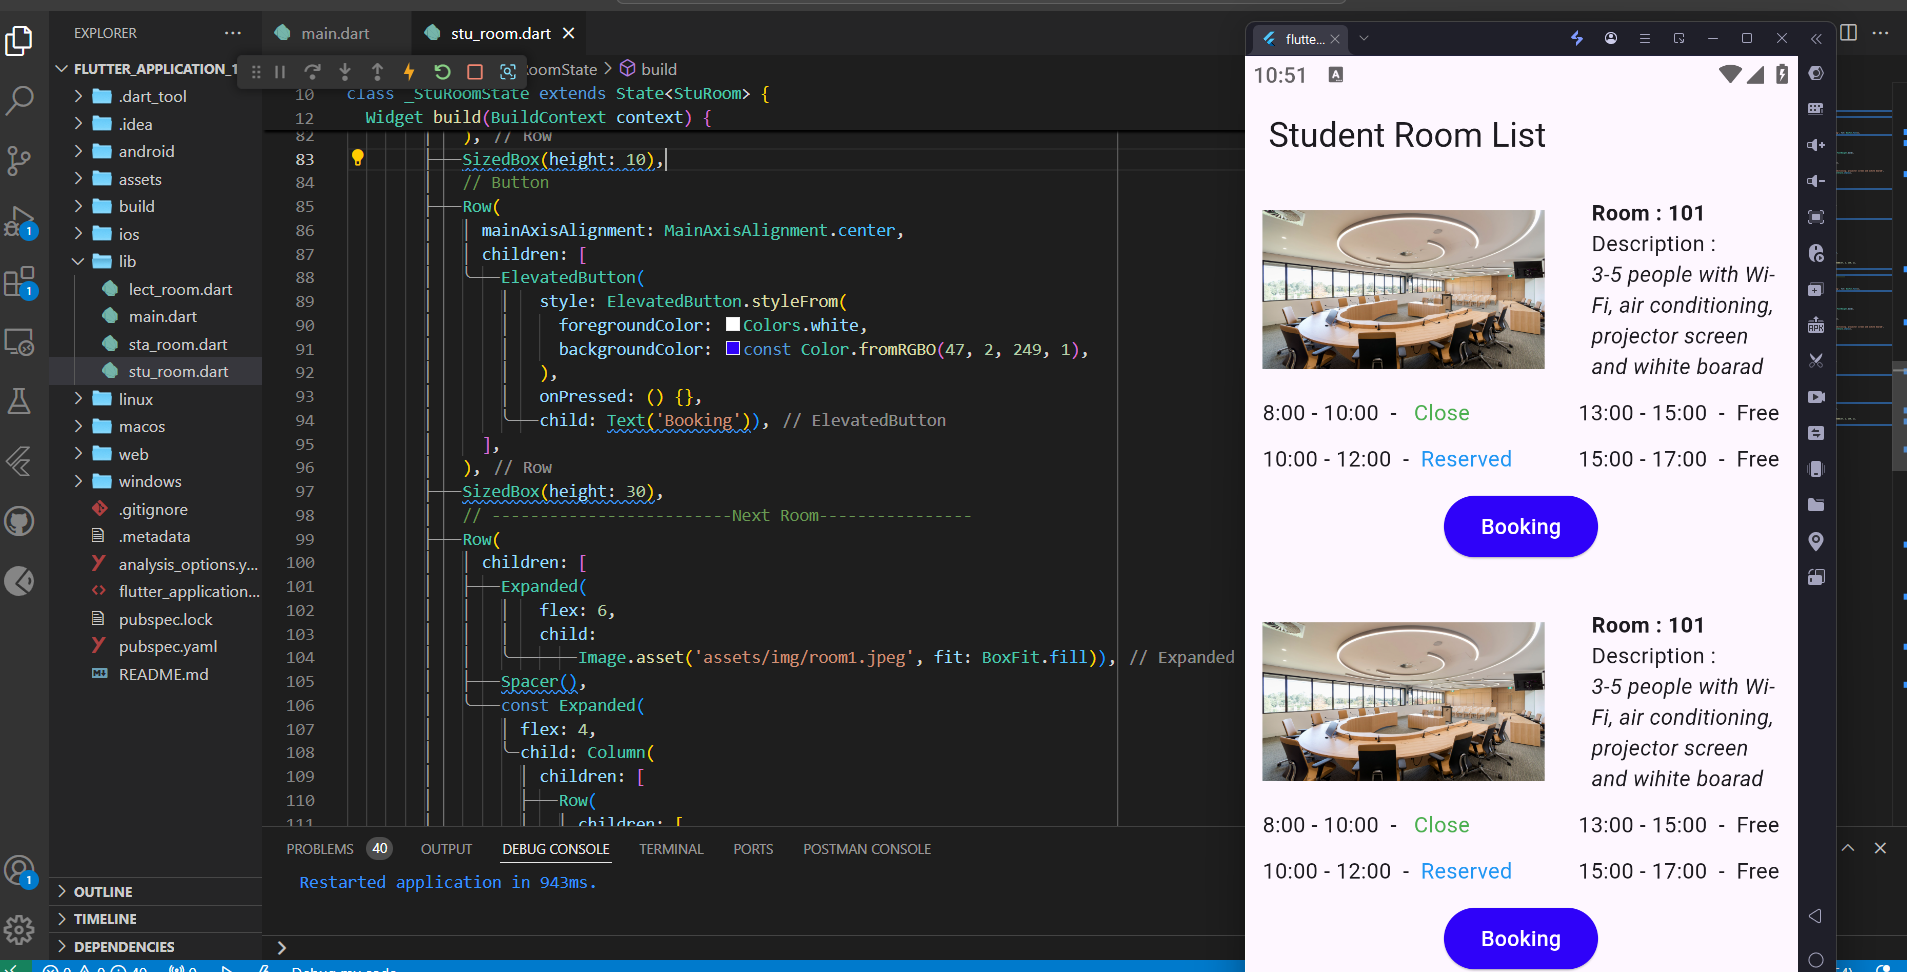 EXPLORER
FLUTTER_APPLICATION_1
.dart_tool
.idea
android
assets
build
ios
lib
lect_room.dart
main.dart
sta_room.dart
stu_room.dart
linux
macos
web
windows
.gitignore
.metadata
analysis_options.y...
flutter_application...
pubspec.lock
pubspec.yaml
README.md
OUTLINE
TIMELINE
DEPENDENCIES
main.dart
stu_room.dart
RoomState > build
10 class _StuRoomState extends State<StuRoom> {
12 Widget build(BuildContext context) {
82 ), // Row
83 SizedBox(height: 10),
84 // Button
85 Row(
86 mainAxisAlignment: MainAxisAlignment.center,
87 children: [
88 ElevatedButton(
89 style: ElevatedButton.styleFrom(
90 foregroundColor: Colors.white,
91 backgroundColor: const Color.fromRGBO(47, 2, 249, 1),
92 ),
93 onPressed: () {},
94 child: Text('Booking')), // ElevatedButton
95 ],
96 ), // Row
97 SizedBox(height: 30),
98 // -------------------------Next Room----------------
99 Row(
100 children: [
101 Expanded(
102 flex: 6,
103 child:
104 Image.asset('assets/img/room1.jpeg', fit: BoxFit.fill)), // Expanded
105 Spacer(),
106 const Expanded(
107 flex: 4,
108 child: Column(
109 children: [
110 Row(
111 children: [
PROBLEMS 40 OUTPUT DEBUG CONSOLE TERMINAL PORTS POSTMAN CONSOLE
Restarted application in 943ms.
flutte...
10:51
Student Room List
Room : 101
Description :
3-5 people with Wi-
Fi, air conditioning,
projector screen
and wihite boarad
8:00 - 10:00 - Close 13:00 - 15:00 - Free
10:00 - 12:00 - Reserved 15:00 - 17:00 - Free
Booking
Room : 101
Description :
3-5 people with Wi-
Fi, air conditioning,
projector screen
and wihite boarad
8:00 - 10:00 - Close 13:00 - 15:00 - Free
10:00 - 12:00 - Reserved 15:00 - 17:00 - Free
Booking